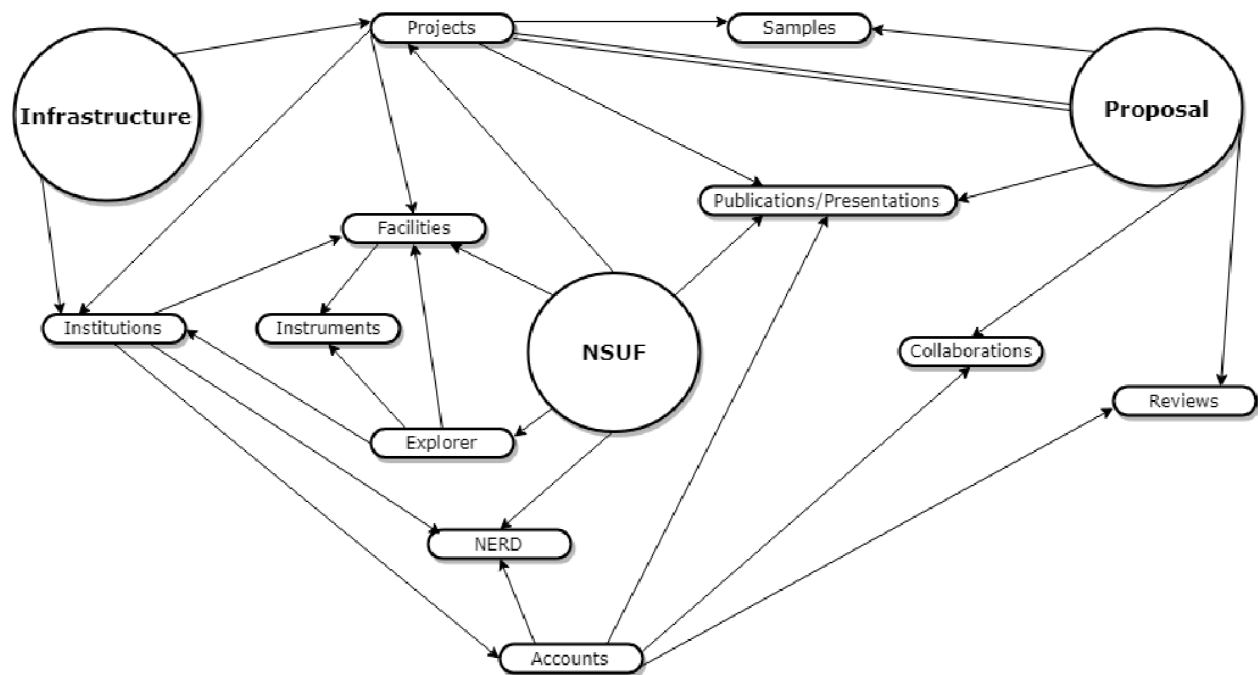 Projects
Samples
Infrastructure
Proposal
Publications/Presentations
Facilities
Institutions
Instruments
NSUF
Collaborations
Reviews
Explorer
NERD
Accounts